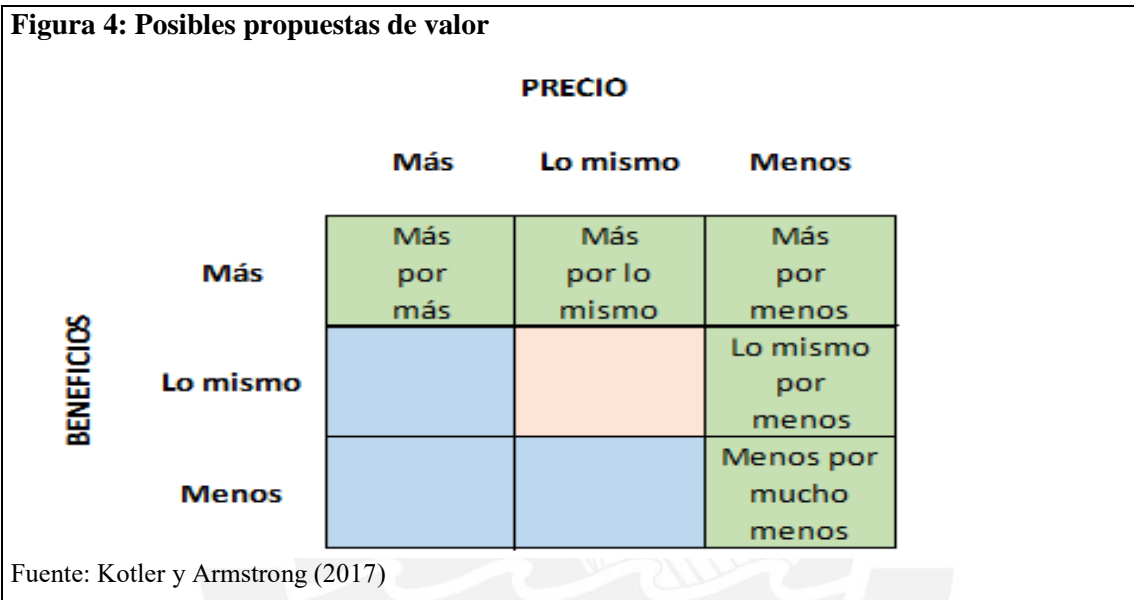 Figura 4: Posibles propuestas de valor
PRECIO
Más Lo mismo Menos
Más
Más
por
más
Más
por lo
mismo
Más
por
menos
BENEFICIOS
Lo mismo
Lo mismo
por
menos
Menos
Menos por
mucho
menos
Fuente: Kotler y Armstrong (2017)